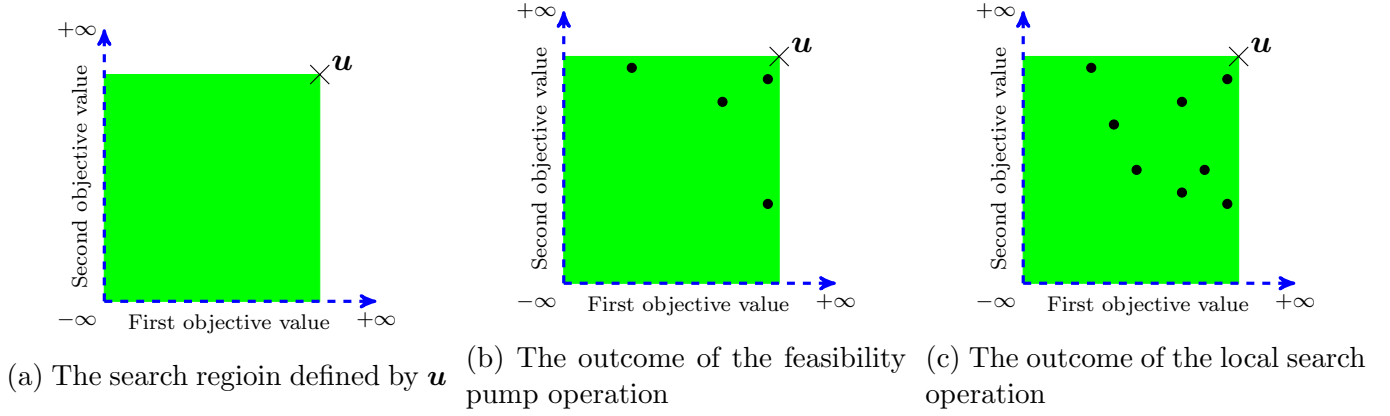 +∞
Second objective value
u
−∞
First objective value
+∞
(a) The search regioin defined by u
+∞
Second objective value
u
−∞
First objective value
+∞
(b) The outcome of the feasibility
pump operation
+∞
Second objective value
u
−∞
First objective value
+∞
(c) The outcome of the local search
operation